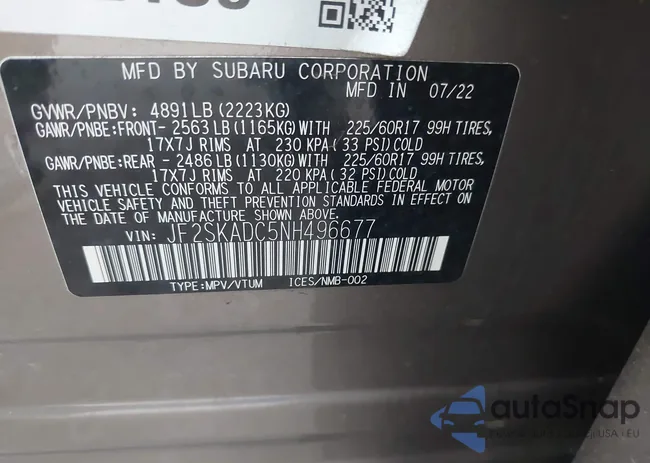 MFD BY SUBARU CORPORATION
MFD IN 07/22
GVWR/PNBV: 4891LB(2223KG)
GAWR/PNBE:FRONT- 2563LB(1165KG)WITH 225/60R17 99H TIRES,
17X7J RIMS AT 230 KPA( 33 PSI)COLD
GAWR/PNBE:REAR - 2486LB(1130KG)WITH 225/60R17 99H TIRES,
17X7J RIMS AT 220 KPA( 32 PSI)COLD
THIS VEHICLE CONFORMS TO ALL APPLICABLE FEDERAL MOTOR
VEHICLE SAFETY AND THEFT PREVENTION STANDARDS IN EFFECT ON
THE DATE OF MANUFACTURE SHOWN ABOVE.
VIN: JF2SKADC5NH496677
TYPE:MPV/VTUM ICES/NMB-002
autoSnap